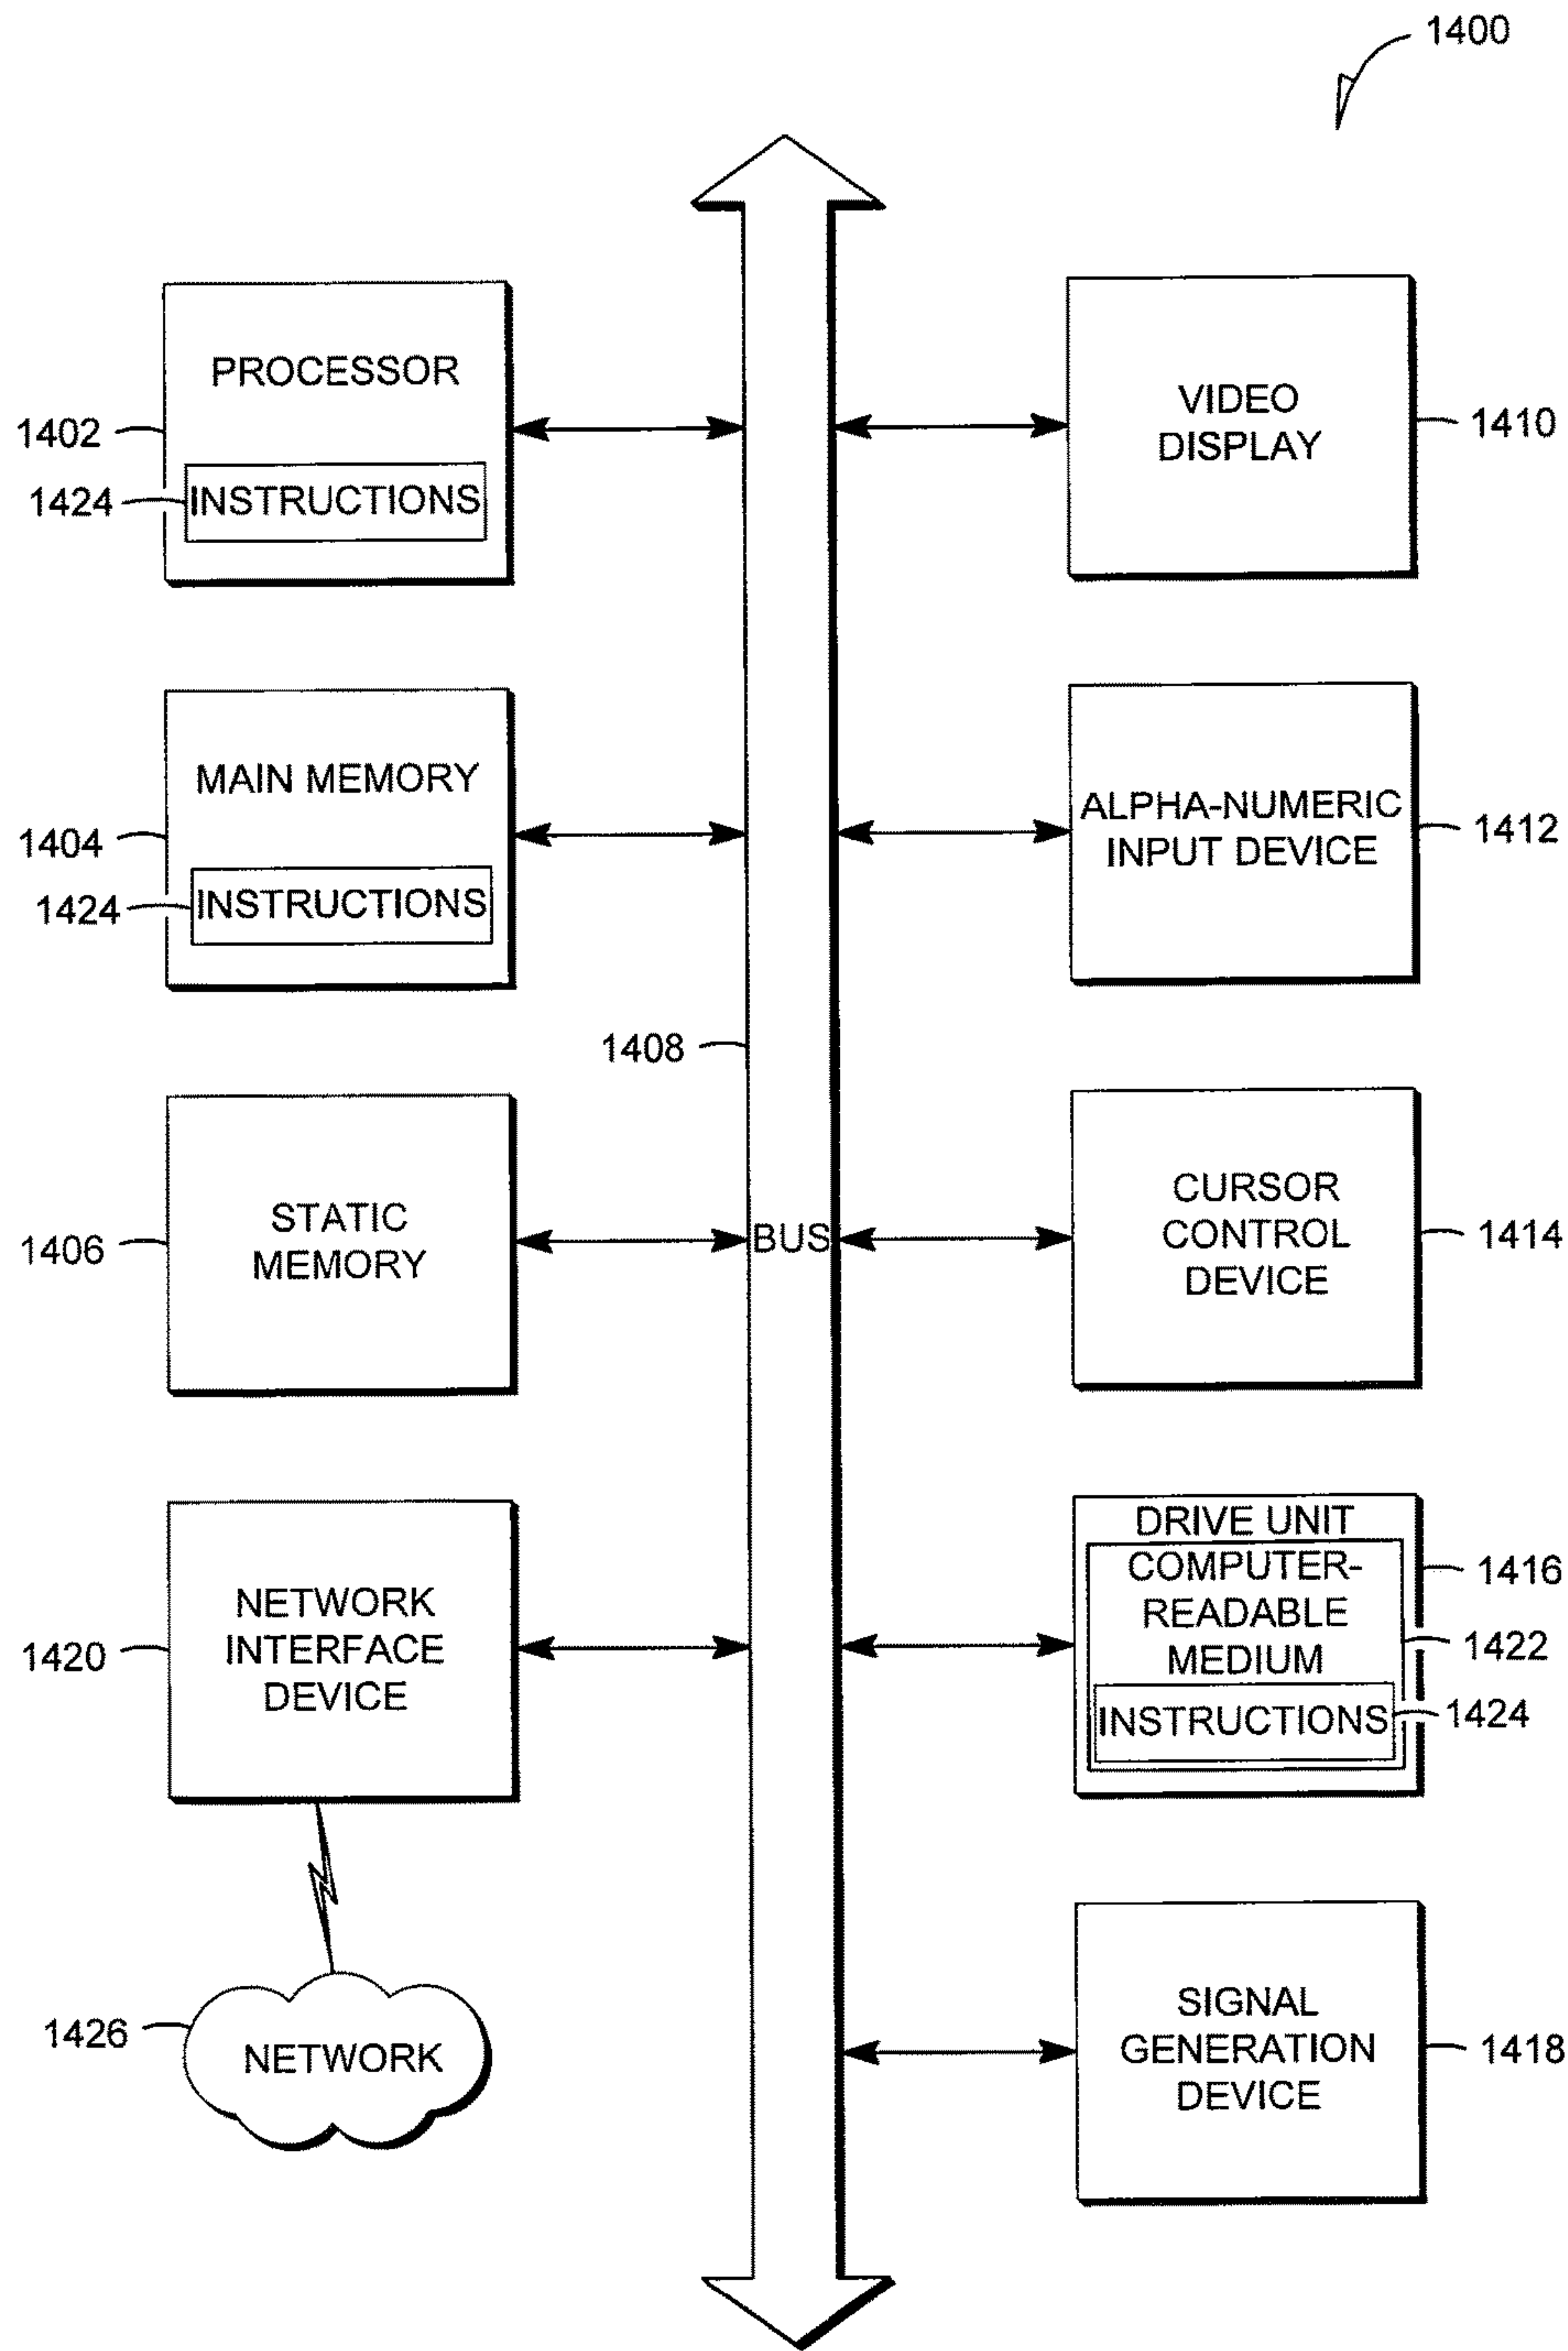 1400
PROCESSOR
1402
1424
INSTRUCTIONS
VIDEO
DISPLAY
1410
MAIN MEMORY
1404
1424
INSTRUCTIONS
ALPHA-NUMERIC
INPUT DEVICE
1412
1408
BUS
STATIC
MEMORY
1406
CURSOR
CONTROL
DEVICE
1414
NETWORK
INTERFACE
DEVICE
1420
DRIVE UNIT
1416
COMPUTER-
READABLE
MEDIUM
1422
INSTRUCTIONS
1424
1426
NETWORK
SIGNAL
GENERATION
DEVICE
1418